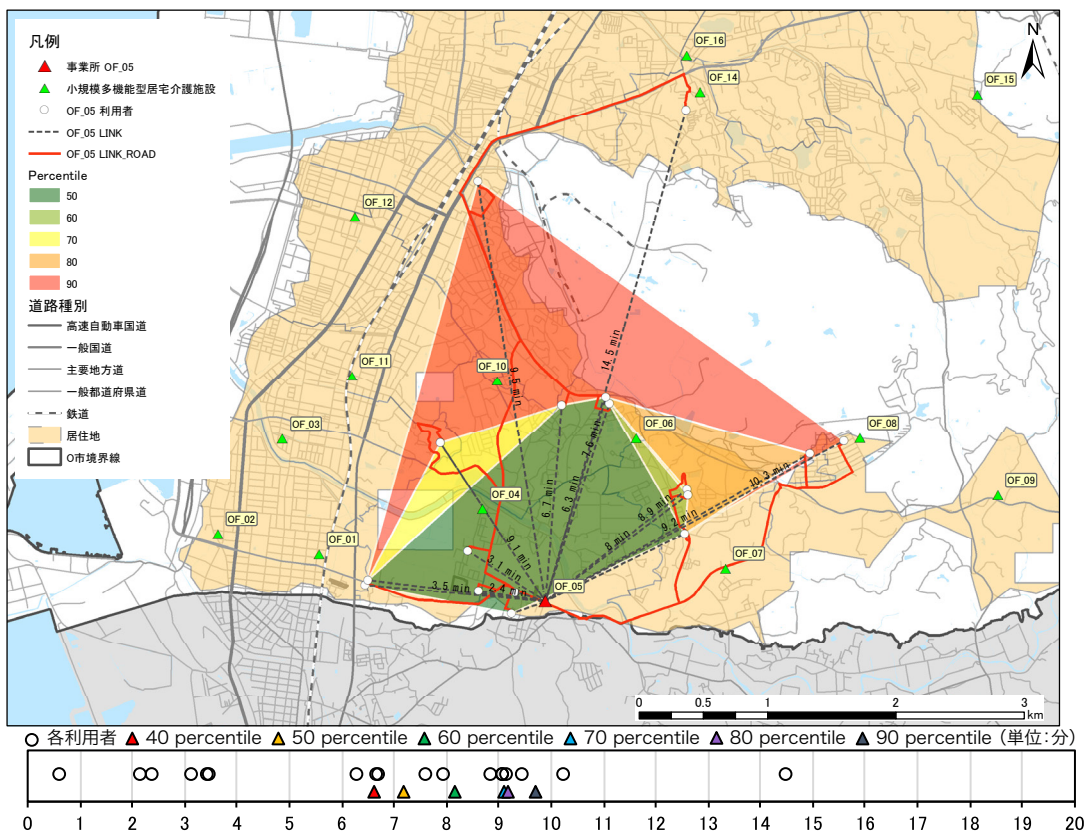 凡例
事業所 OF_05
小規模多機能型居宅介護施設
OF_05 利用者
OF_05 LINK
OF_05 LINK_ROAD
Percentile
50
60
70
80
90
道路種別
高速自動車国道
一般国道
主要地方道
一般都道府県道
鉄道
居住地
O市境界線
N
OF_16
OF_14
OF_15
OF_12
OF_11
OF_10
OF_03
OF_06
OF_08
OF_04
OF_09
OF_02
OF_01
OF_07
OF_05
14.5 min
9.5 min
7.6 min
6.7 min
6.3 min
10.3 min
8.9 min
9.2 min
8 min
9.1 min
3.1 min
3.5 min
2.4 min
0 0.5 1 2 3
km
各利用者 40 percentile 50 percentile 60 percentile 70 percentile 80 percentile 90 percentile (単位:分)
0 1 2 3 4 5 6 7 8 9 10 11 12 13 14 15 16 17 18 19 20